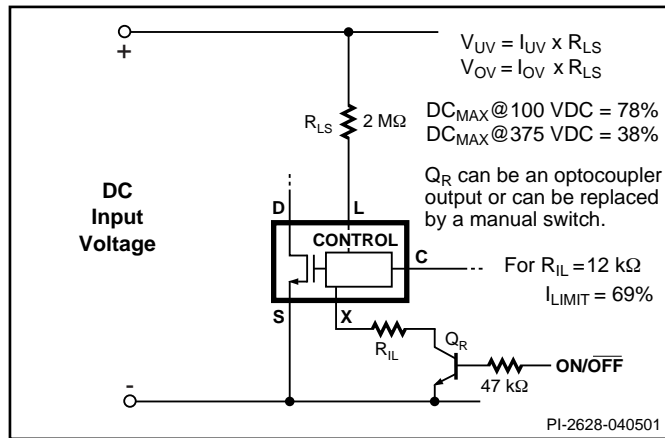 +
V_UV = I_UV x R_LS
V_OV = I_OV x R_LS
R_LS
2 MΩ
DC_MAX@100 VDC = 78%
DC_MAX@375 VDC = 38%
Q_R can be an optocoupler
output or can be replaced
by a manual switch.
DC
Input
Voltage
D
L
CONTROL
C
For R_IL = 12 kΩ
I_LIMIT = 69%
S
X
R_IL
Q_R
47 kΩ
ON/O̅F̅F̅
-
PI-2628-040501